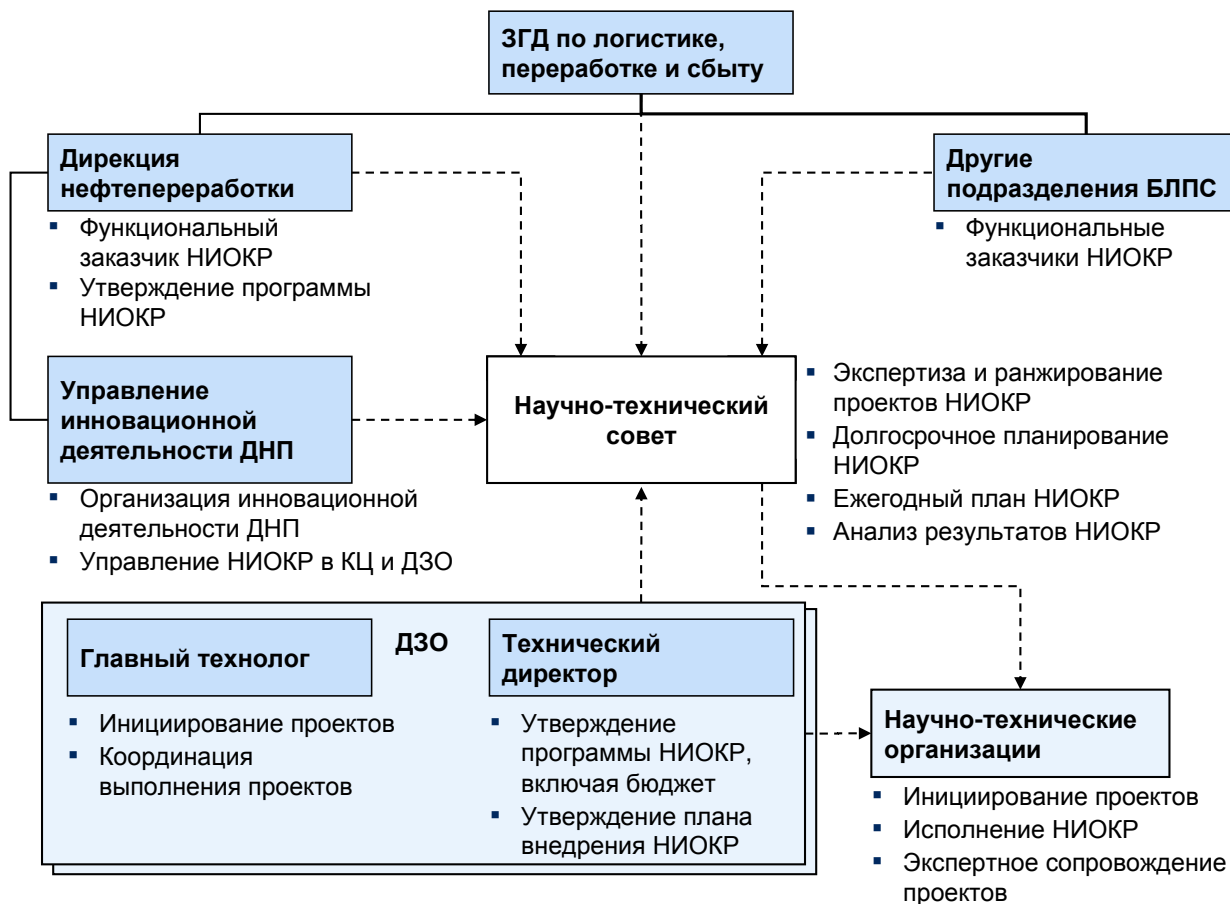 ЗГД по логистике,
переработке и сбыту
Дирекция
нефтепереработки
▪ Функциональный
заказчик НИОКР
▪ Утверждение программы
НИОКР
Другие
подразделения БЛПС
▪ Функциональные
заказчики НИОКР
Управление
инновационной
деятельности ДНП
▪ Организация инновационной
деятельности ДНП
▪ Управление НИОКР в КЦ и ДЗО
Научно-технический
совет
▪ Экспертиза и ранжирование
проектов НИОКР
▪ Долгосрочное планирование
НИОКР
▪ Ежегодный план НИОКР
▪ Анализ результатов НИОКР
ДЗО
Главный технолог
▪ Инициирование проектов
▪ Координация
выполнения проектов
Технический
директор
▪ Утверждение
программы НИОКР,
включая бюджет
▪ Утверждение плана
внедрения НИОКР
Научно-технические
организации
▪ Инициирование проектов
▪ Исполнение НИОКР
▪ Экспертное сопровождение
проектов